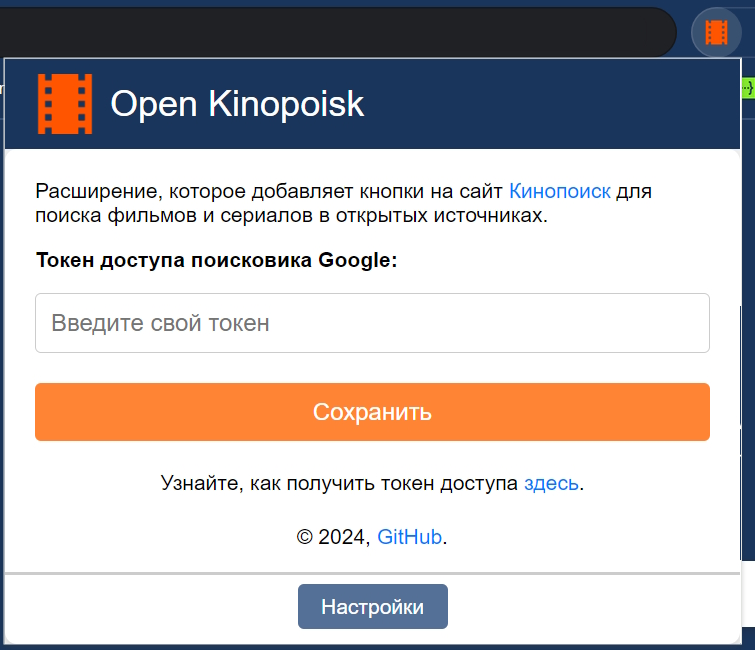 Open Kinopoisk
Расширение, которое добавляет кнопки на сайт Кинопоиск для
поиска фильмов и сериалов в открытых источниках.
Токен доступа поисковика Google:
Введите свой токен
Сохранить
Узнайте, как получить токен доступа здесь.
© 2024, GitHub.
Настройки